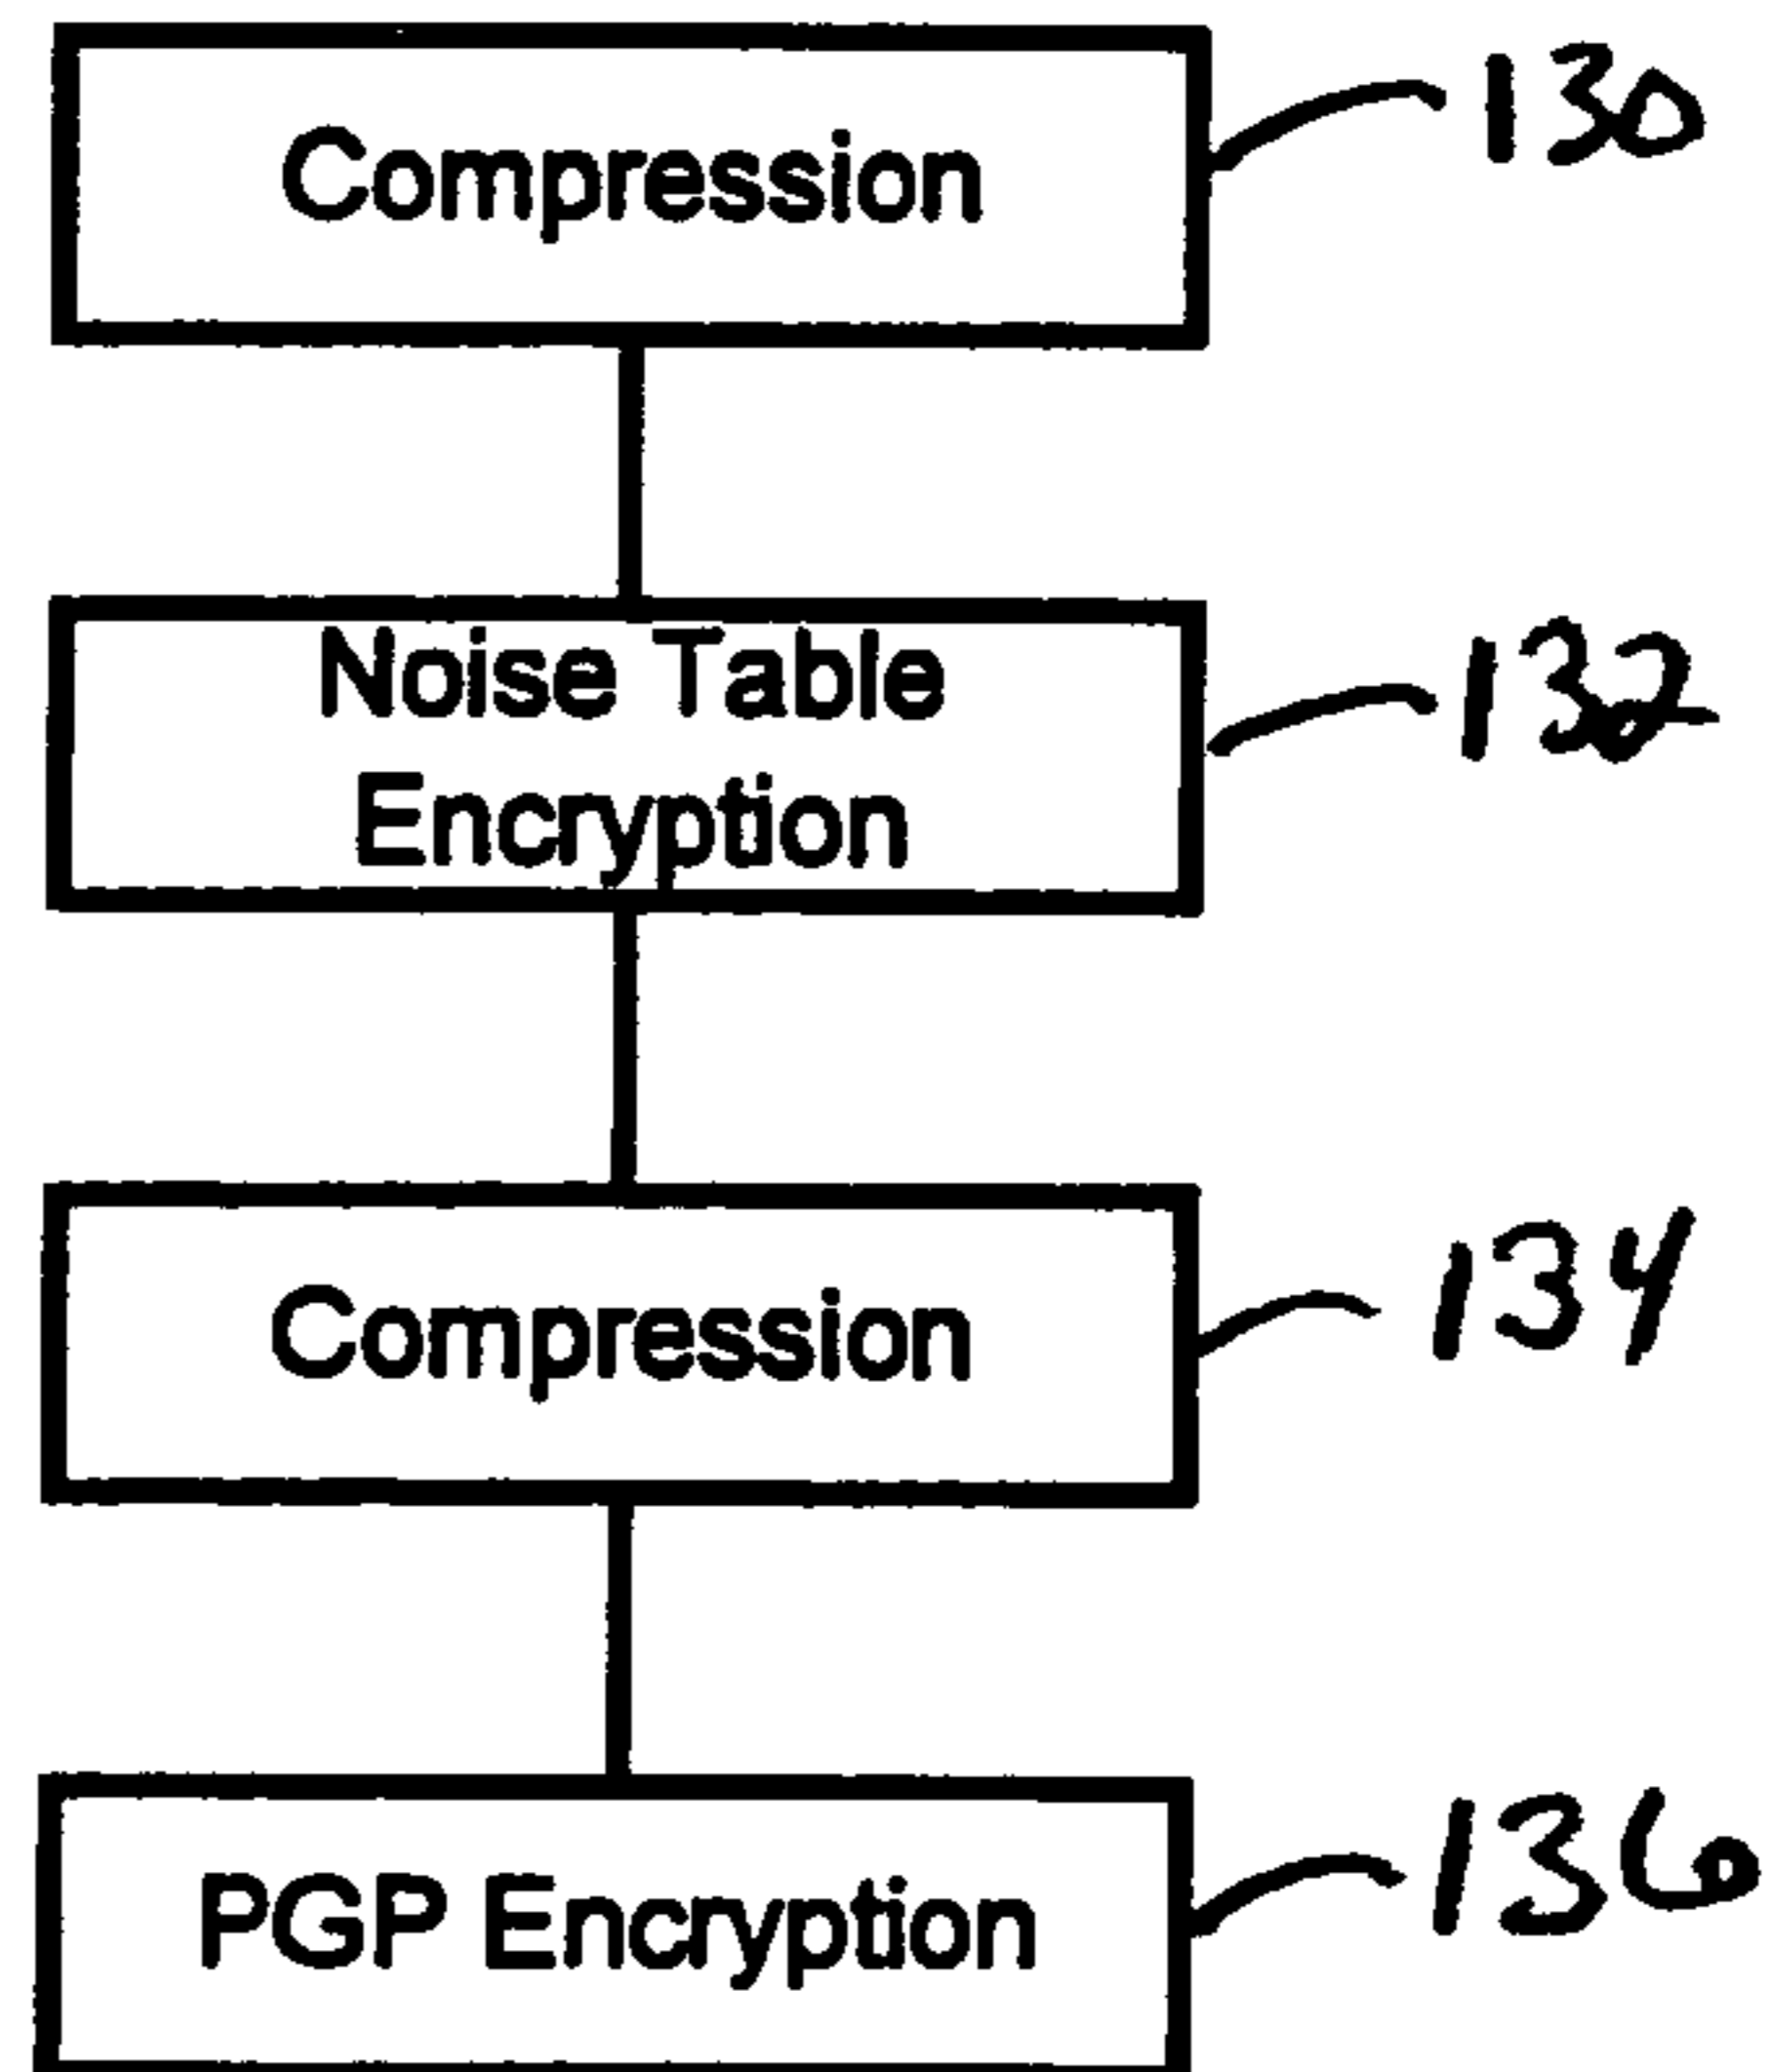 Compression
130
Noise Table
Encryption
132
Compression
134
PGP Encryption
136